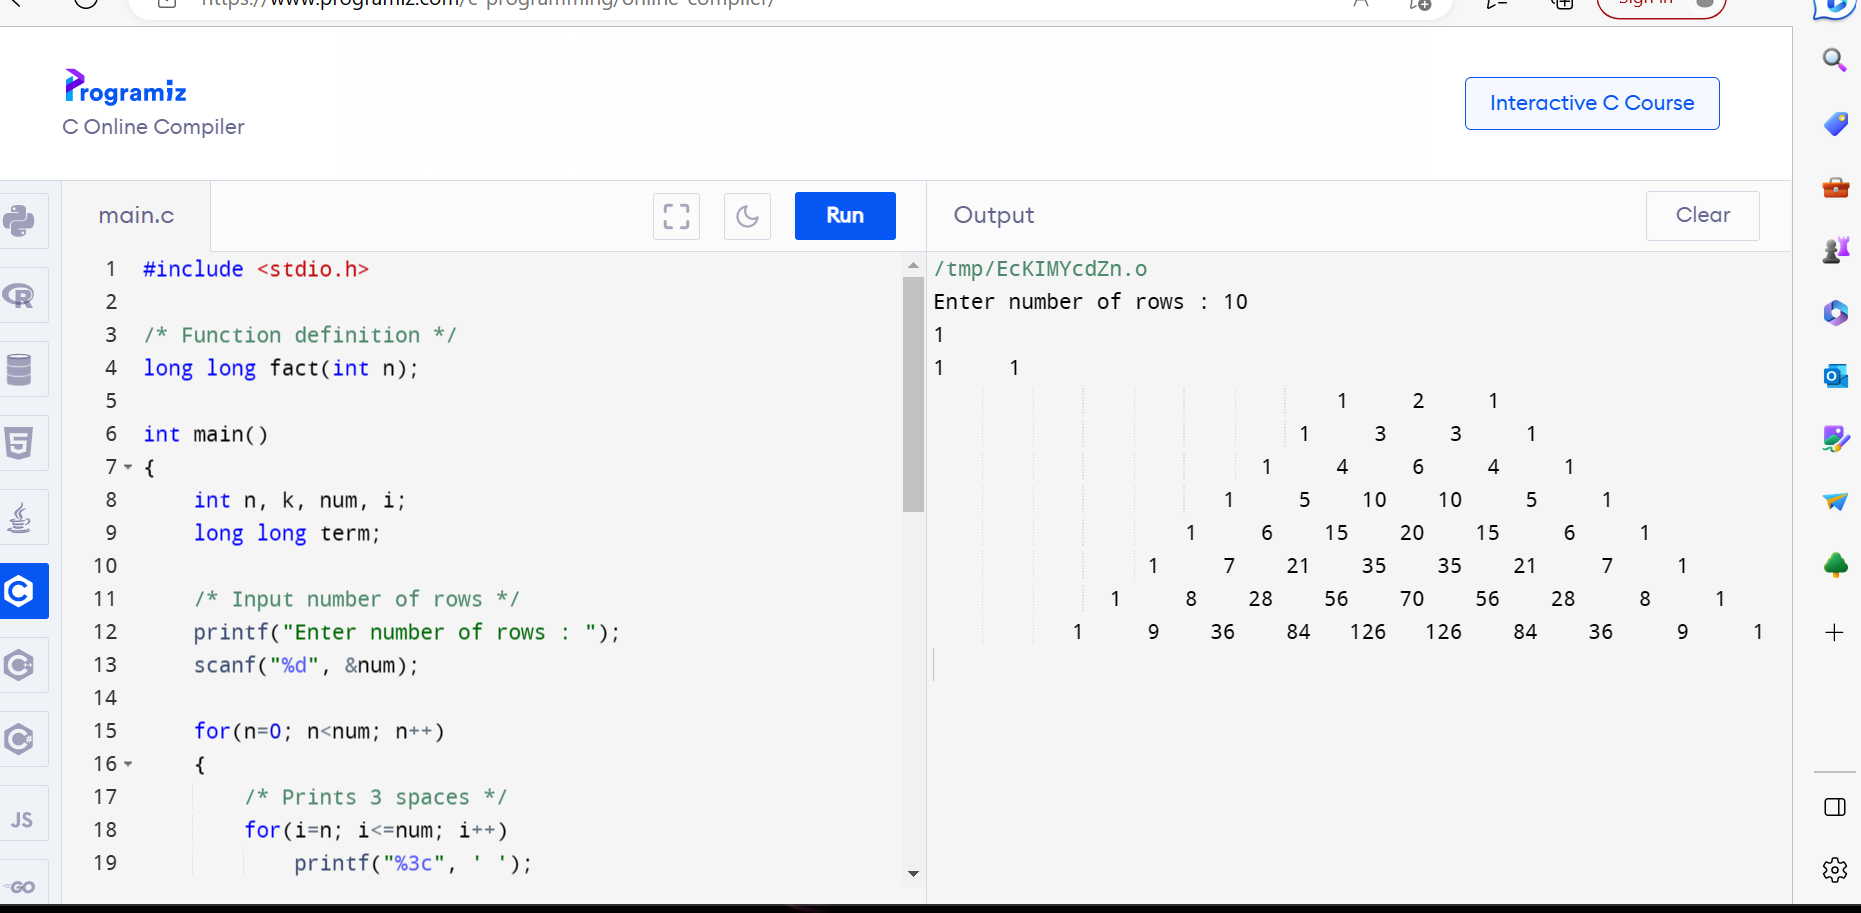 https://www.programiz.com/c-programming/online-compiler/
Sign in
Programiz
C Online Compiler
Interactive C Course
main.c
Run
Output
Clear
1 #include <stdio.h>
2
3 /* Function definition */
4 long long fact(int n);
5
6 int main()
7 {
8 int n, k, num, i;
9 long long term;
10
11 /* Input number of rows */
12 printf("Enter number of rows : ");
13 scanf("%d", &num);
14
15 for(n=0; n<num; n++)
16 {
17 /* Prints 3 spaces */
18 for(i=n; i<=num; i++)
19 printf("%3c", ' ');
/tmp/EcKIMYcdZn.o
Enter number of rows : 10
1
1 1
1 2 1
1 3 3 1
1 4 6 4 1
1 5 10 10 5 1
1 6 15 20 15 6 1
1 7 21 35 35 21 7 1
1 8 28 56 70 56 28 8 1
1 9 36 84 126 126 84 36 9 1
R
5
C
C
C#
JS
GO